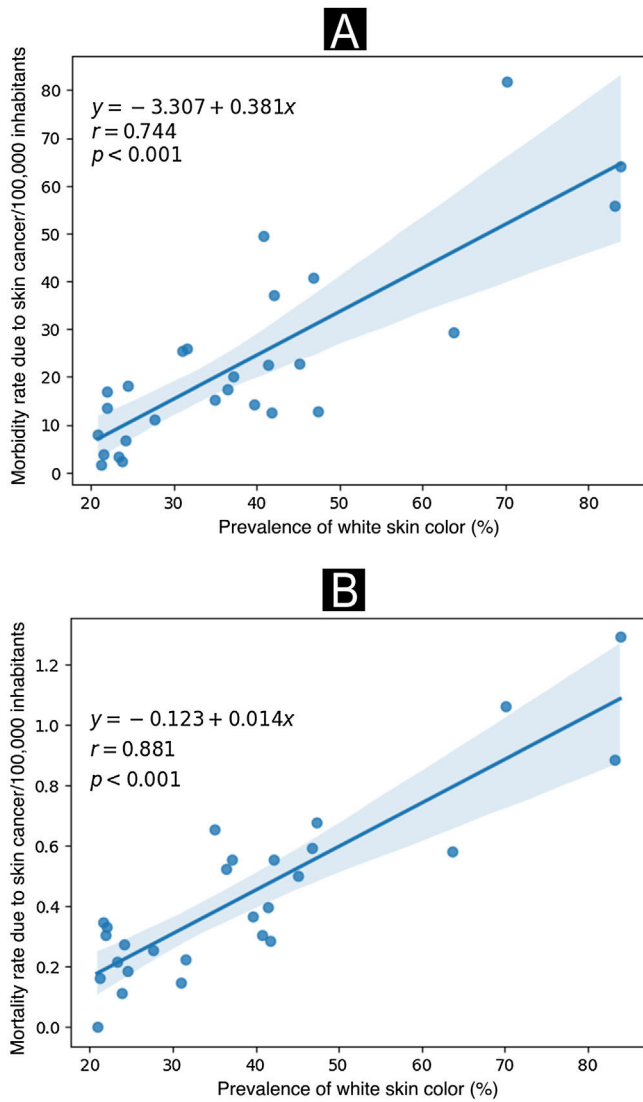 A
y = − 3.307 + 0.381x
r = 0.744
p < 0.001
Morbidity rate due to skin cancer/100,000 inhabitants
80
70
60
50
40
30
20
10
0
20 30 40 50 60 70 80
Prevalence of white skin color (%)
B
y = − 0.123 + 0.014x
r = 0.881
p < 0.001
Mortality rate due to skin cancer/100,000 inhabitants
1.2
1.0
0.8
0.6
0.4
0.2
0.0
20 30 40 50 60 70 80
Prevalence of white skin color (%)